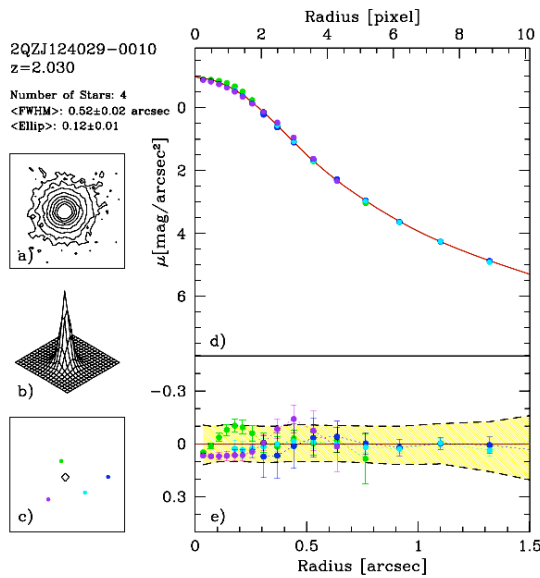 Radius [pixel]
0 2 4 6 8 10
2QZJ124029-0010
z=2.030
Number of Stars: 4
<FWHM>: 0.52±0.02 arcsec
<Ellip>: 0.12±0.01
a)
b)
c)
μ[mag/arcsec²]
0
2
4
6
d)
μ
-0.3
0
0.3
e)
0 0.5 1 1.5
Radius [arcsec]